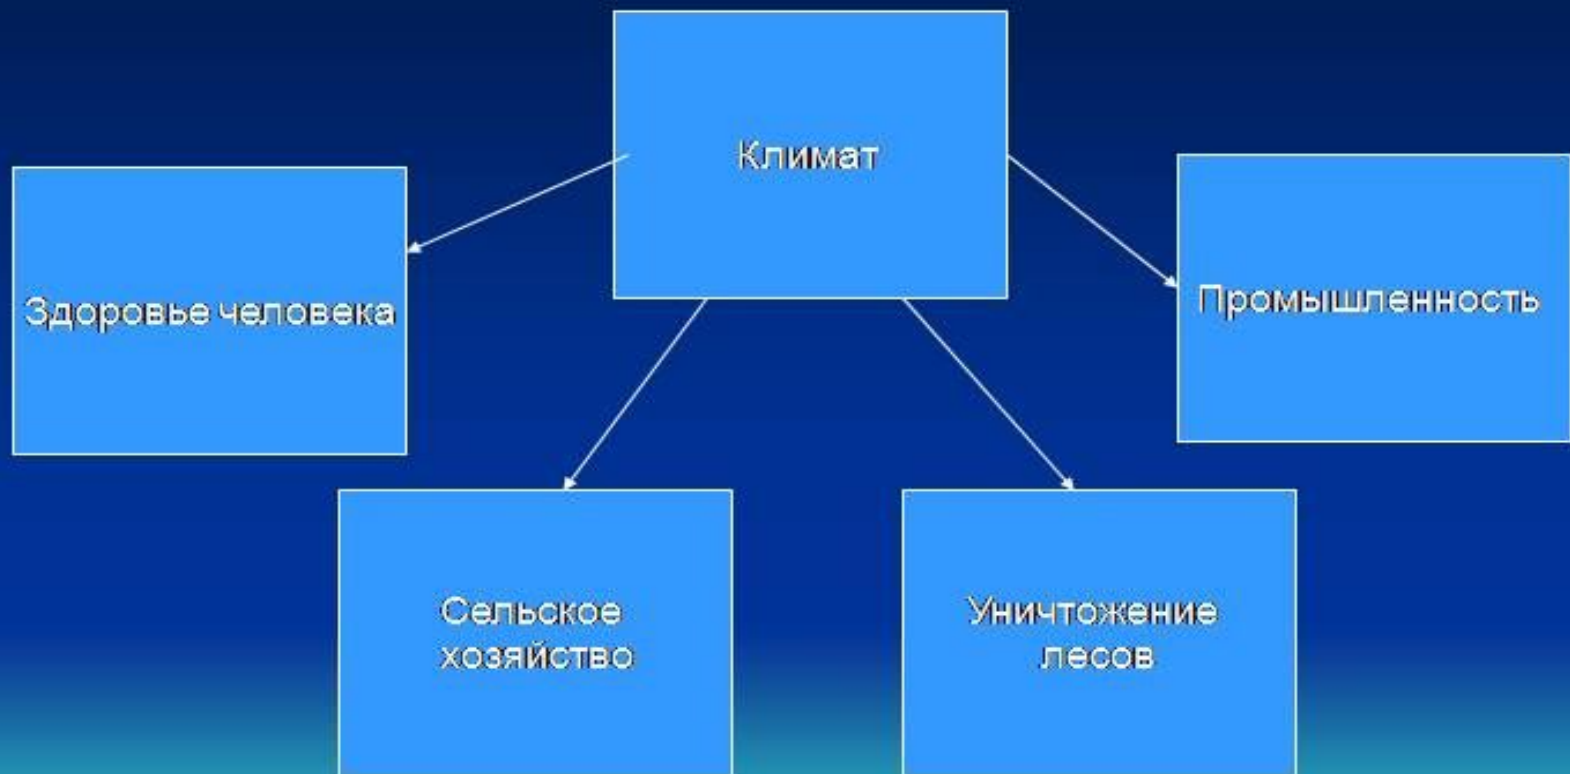 Климат
Здоровье человека
Промышленность
Сельское
хозяйство
Уничтожение
лесов